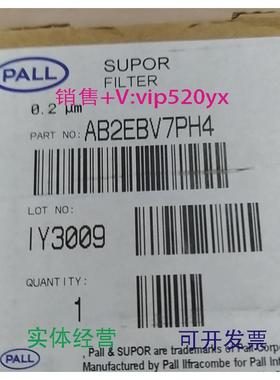 PALL
SUPOR
FILTER
0.2 µm
销售+V:vip520yx
PART NO: AB2EBV7PH4
LOT NO:
IY3009
QUANTITY:
1
实体经营 可开发票
PALL
, Pall & SUPOR are trademarks of Pall Corpo
Manufactured by Pall Ilfracombe for Pall Int